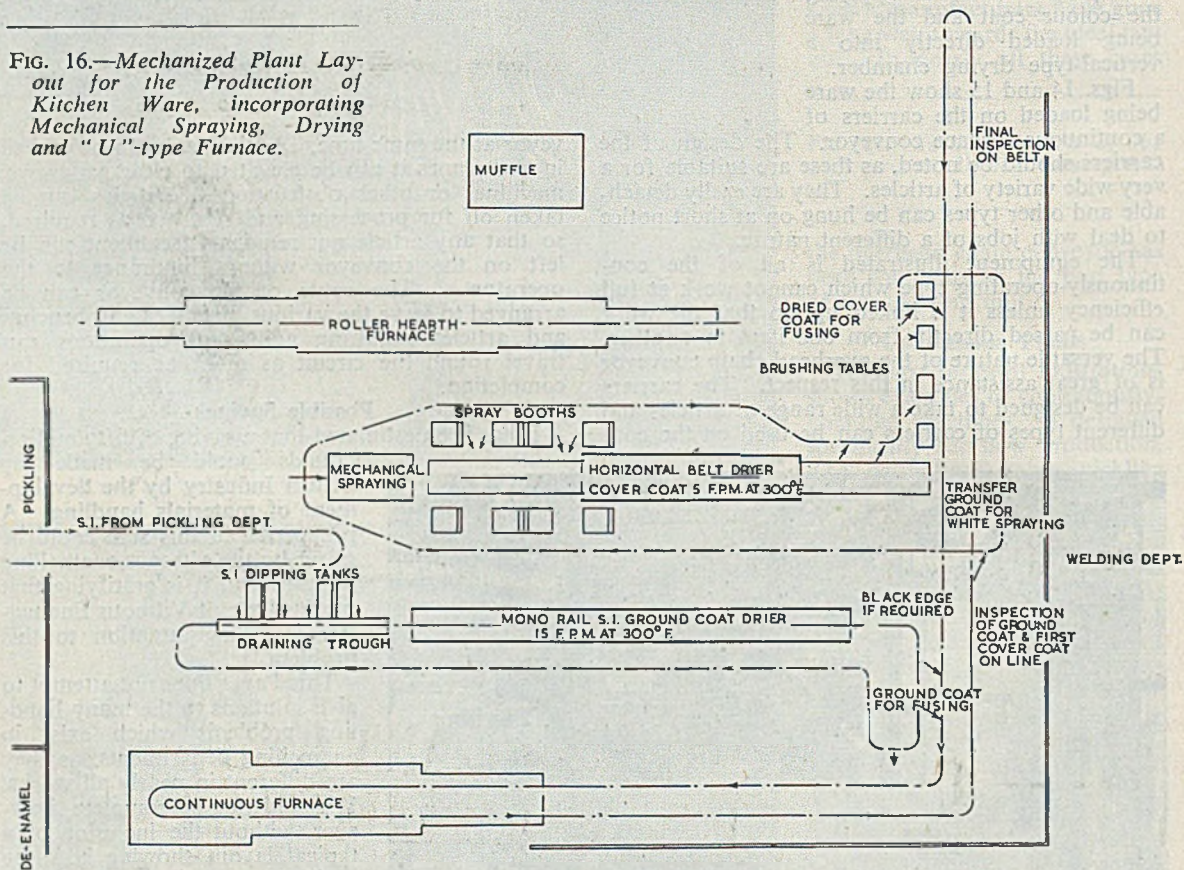 FIG. 16.—Mechanized Plant Lay-
out for the Production of
Kitchen Ware, incorporating
Mechanical Spraying, Drying
and "U"-type Furnace.
MUFFLE
FINAL
INSPECTION
ON BELT
ROLLER HEARTH
FURNACE
DRIED COVER
COAT FOR
FUSING
BRUSHING TABLES
SPRAY BOOTHS
PICKLING
MECHANICAL
SPRAYING
HORIZONTAL BELT DRYER
COVER COAT 5 F.P.M. AT 300°F.
TRANSFER
GROUND
COAT FOR
WHITE SPRAYING
S.I. FROM PICKLING DEPT.
WELDING DEPT.
S.I. DIPPING TANKS
DRAINING TROUGH
MONO RAIL S.I. GROUND COAT DRIER
15 F.P.M. AT 300°F.
BLACK EDGE
IF REQUIRED
INSPECTION
OF GROUND
COAT & FIRST
COVER COAT
ON LINE
GROUND COAT
FOR FUSING
CONTINUOUS FURNACE
DE-ENAMEL